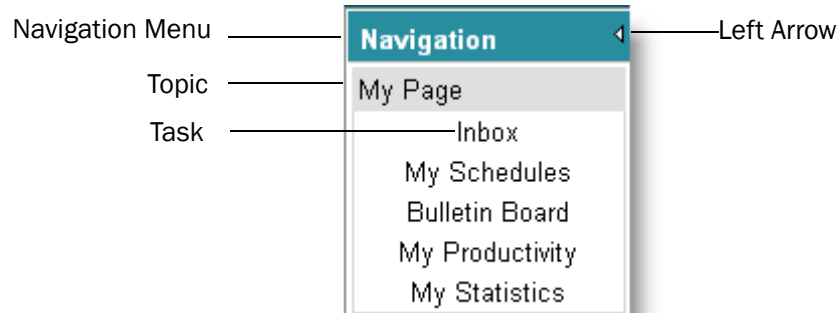 Navigation Menu Navigation Left Arrow
Topic My Page
Task Inbox
My Schedules
Bulletin Board
My Productivity
My Statistics